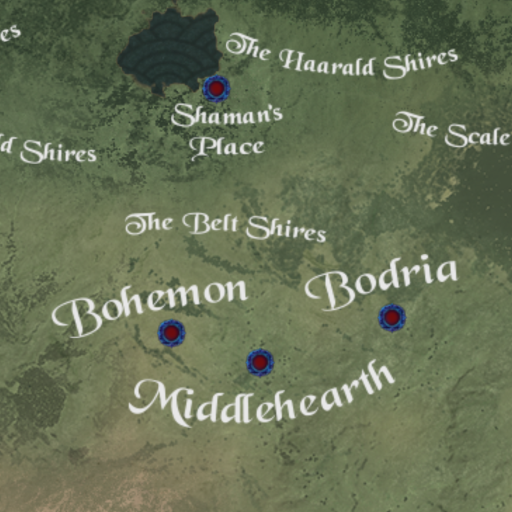 The Haarald Shires
Shaman's
Place
The Scale
Shires
The Belt Shires
Bohemon
Bodria
Middlehearth